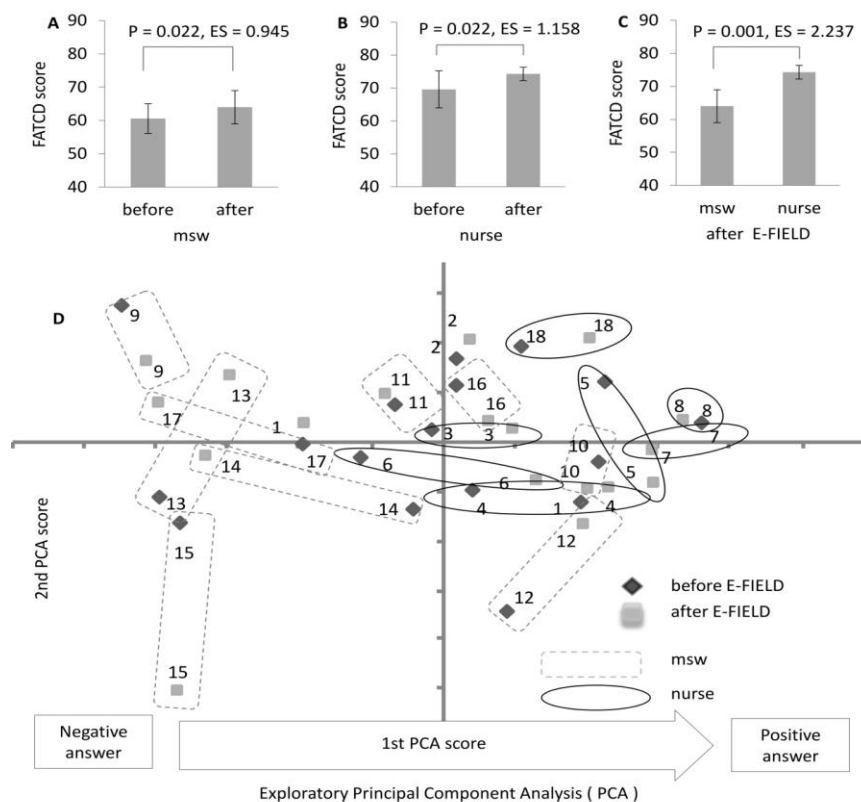 A
P = 0.022, ES = 0.945
90
80
70
60
50
40
FATCD score
before
after
msw
B
P = 0.022, ES = 1.158
90
80
70
60
50
40
FATCD score
before
after
nurse
C
P = 0.001, ES = 2.237
90
80
70
60
50
40
FATCD score
msw
nurse
after E-FIELD
D
9
9
13
17
1
11
11
2
2
16
16
18
18
5
8
8
3
3
7
7
17
14
6
10
10
6
5
13
14
4
1
4
15
12
12
15
2nd PCA score
before E-FIELD
after E-FIELD
msw
nurse
Negative
answer
1st PCA score
Positive
answer
Exploratory Principal Component Analysis ( PCA )